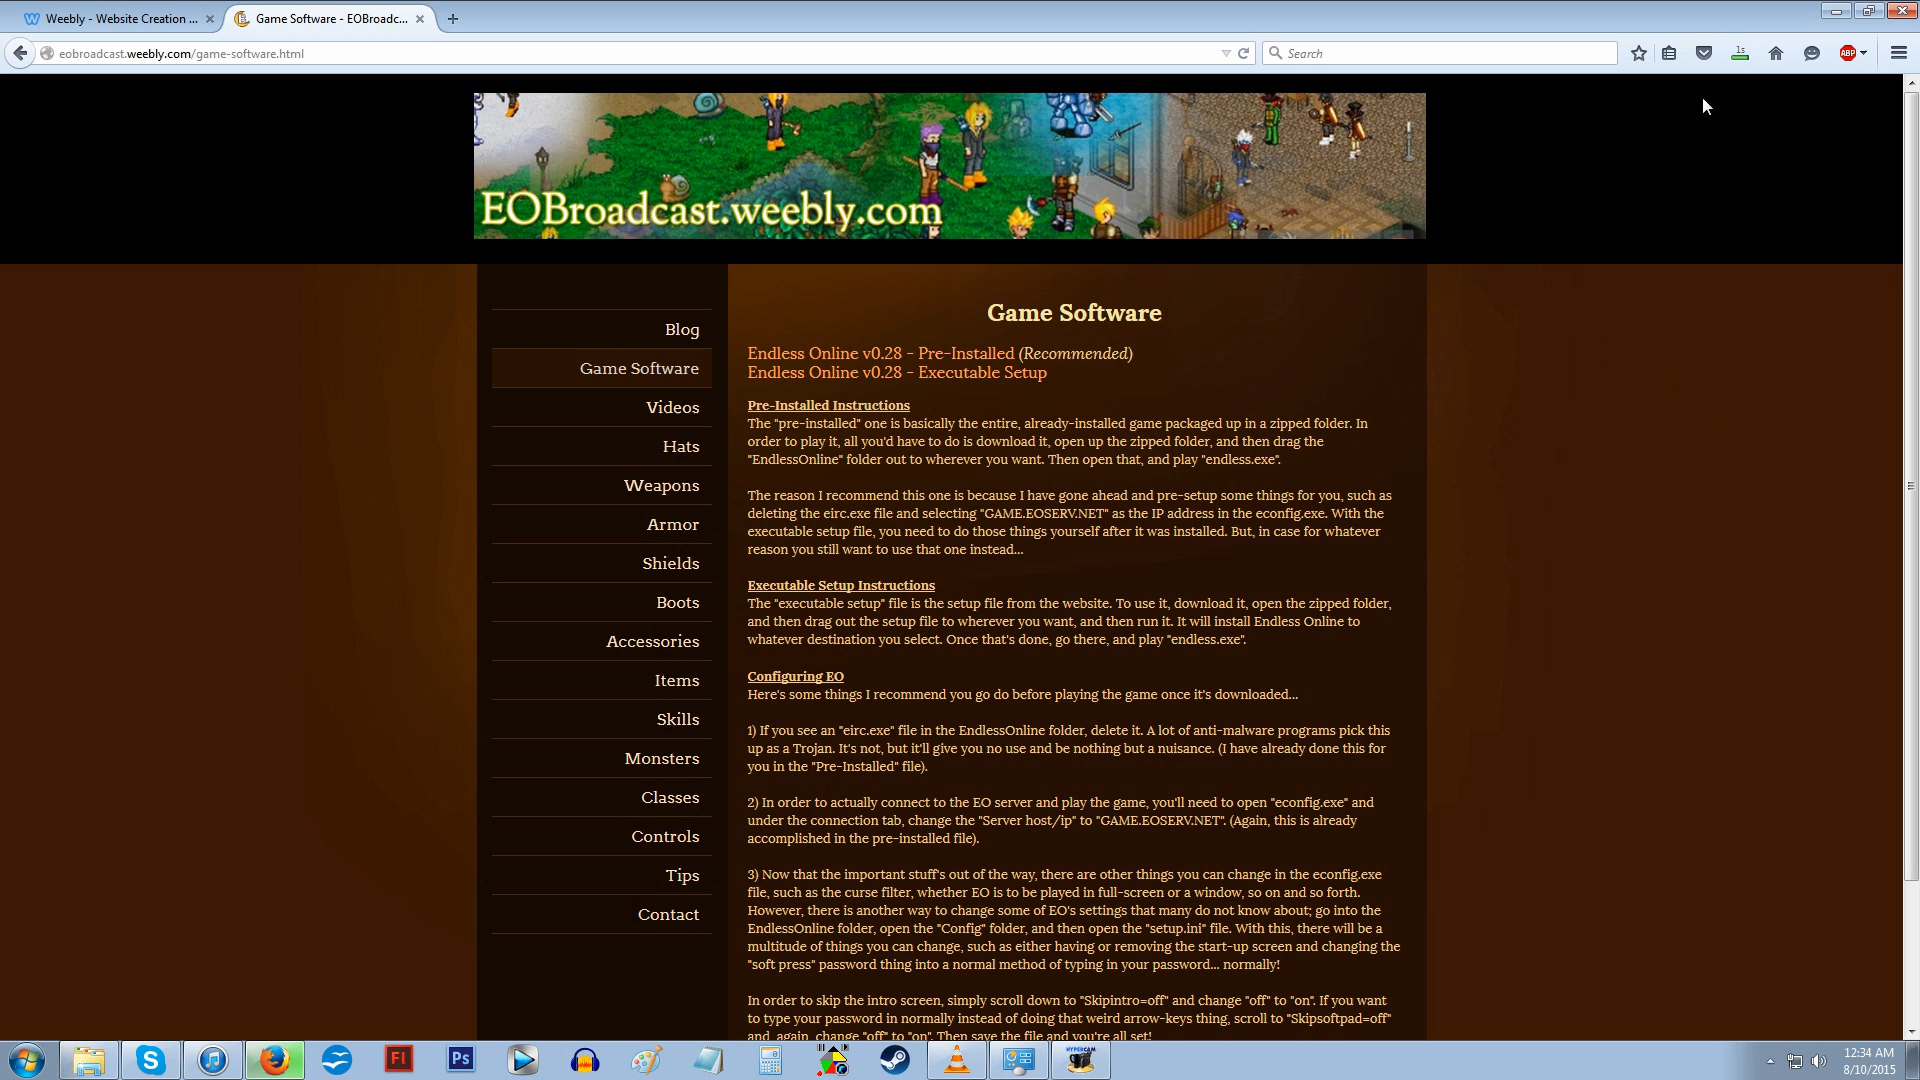 Weebly - Website Creation ...
Game Software - EOBroadc...
eobroadcast.weebly.com/game-software.html
Search
1s
ABP
EOBroadcast.weebly.com
Blog
Game Software
Videos
Hats
Weapons
Armor
Shields
Boots
Accessories
Items
Skills
Monsters
Classes
Controls
Tips
Contact
Game Software
Endless Online v0.28 - Pre-Installed (Recommended)
Endless Online v0.28 - Executable Setup
Pre-Installed Instructions
The "pre-installed" one is basically the entire, already-installed game packaged up in a zipped folder. In
order to play it, all you'd have to do is download it, open up the zipped folder, and then drag the
"EndlessOnline" folder out to wherever you want. Then open that, and play "endless.exe".
The reason I recommend this one is because I have gone ahead and pre-setup some things for you, such as
deleting the eirc.exe file and selecting "GAME.EOSERV.NET" as the IP address in the econfig.exe. With the
executable setup file, you need to do those things yourself after it was installed. But, in case for whatever
reason you still want to use that one instead...
Executable Setup Instructions
The "executable setup" file is the setup file from the website. To use it, download it, open the zipped folder,
and then drag out the setup file to wherever you want, and then run it. It will install Endless Online to
whatever destination you select. Once that's done, go there, and play "endless.exe".
Configuring EO
Here's some things I recommend you go do before playing the game once it's downloaded...
1) If you see an "eirc.exe" file in the EndlessOnline folder, delete it. A lot of anti-malware programs pick this
up as a Trojan. It's not, but it'll give you no use and be nothing but a nuisance. (I have already done this for
you in the "Pre-Installed" file).
2) In order to actually connect to the EO server and play the game, you'll need to open "econfig.exe" and
under the connection tab, change the "Server host/ip" to "GAME.EOSERV.NET". (Again, this is already
accomplished in the pre-installed file).
3) Now that the important stuff's out of the way, there are other things you can change in the econfig.exe
file, such as the curse filter, whether EO is to be played in full-screen or a window, so on and so forth.
However, there is another way to change some of EO's settings that many do not know about; go into the
EndlessOnline folder, open the "Config" folder, and then open the "setup.ini" file. With this, there will be a
multitude of things you can change, such as either having or removing the start-up screen and changing the
"soft press" password thing into a normal method of typing in your password... normally!
In order to skip the intro screen, simply scroll down to "Skipintro=off" and change "off" to "on". If you want
to type your password in normally instead of doing that weird arrow-keys thing, scroll to "Skipsoftpad=off"
and, again, change "off" to "on". Then save the file and you're all set!
Fl
Ps
HYPERCAM
12:34 AM
8/10/2015